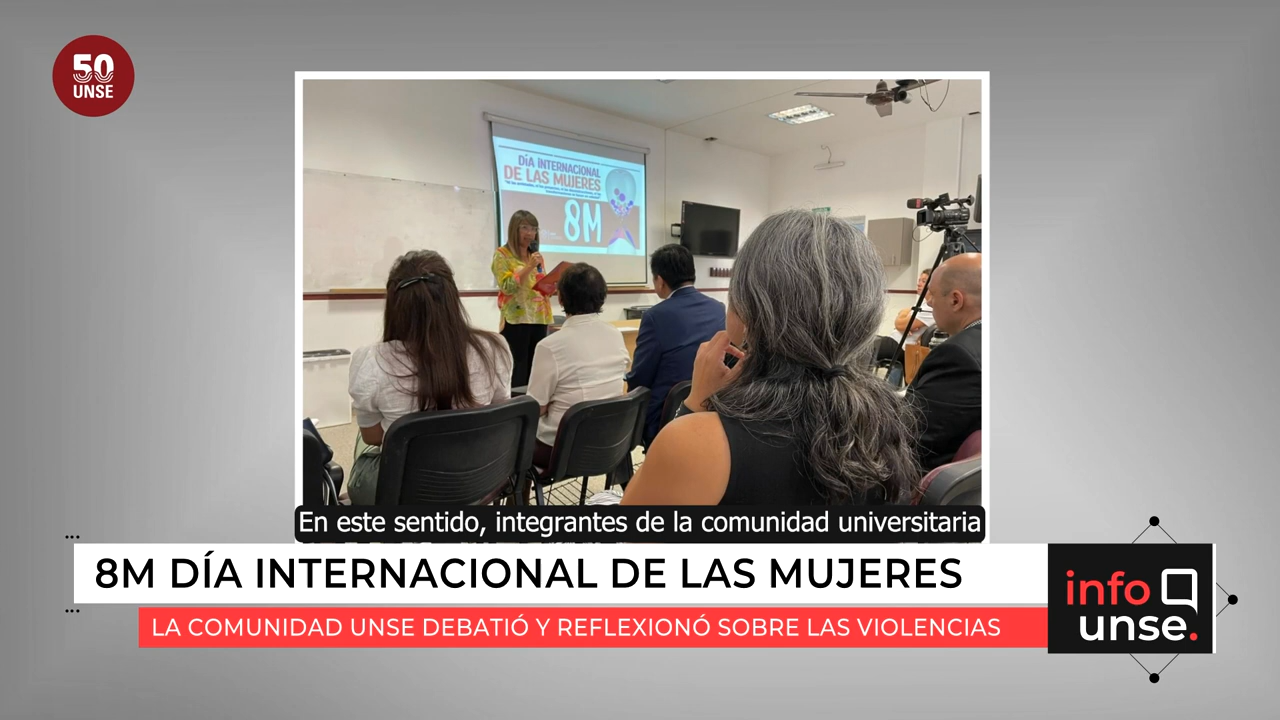 50
UNSE
DÍA INTERNACIONAL
DE LAS MUJERES
8M
En este sentido, integrantes de la comunidad universitaria
8M DÍA INTERNACIONAL DE LAS MUJERES
LA COMUNIDAD UNSE DEBATIÓ Y REFLEXIONÓ SOBRE LAS VIOLENCIAS
info
unse.